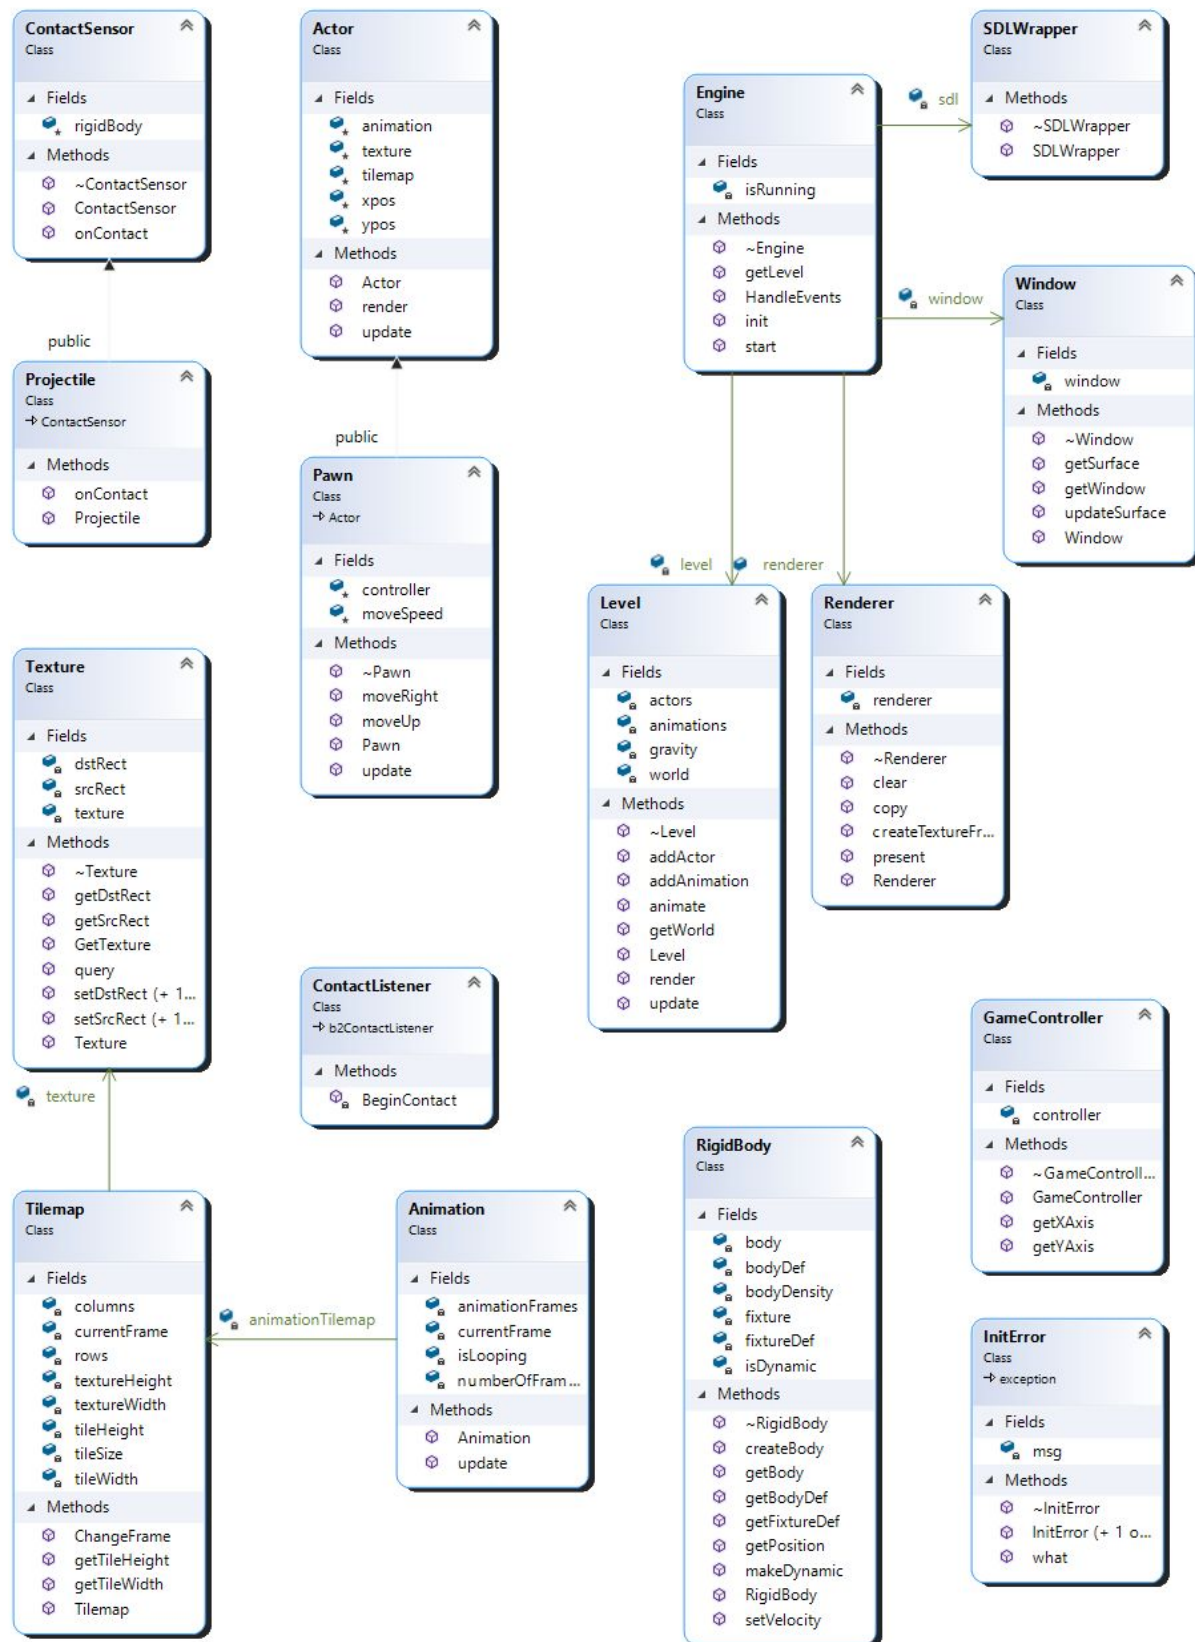 ContactSensor
Class
Fields
rigidBody
Methods
~ContactSensor
ContactSensor
onContact
public
Projectile
Class
ContactSensor
Methods
onContact
Projectile
Actor
Class
Fields
animation
texture
tilemap
xpos
ypos
Methods
Actor
render
update
public
Pawn
Class
Actor
Fields
controller
moveSpeed
Methods
~Pawn
moveRight
moveUp
Pawn
update
Engine
Class
Fields
isRunning
Methods
~Engine
getLevel
HandleEvents
init
start
sdl
SDLWrapper
Class
Methods
~SDLWrapper
SDLWrapper
window
Window
Class
Fields
window
Methods
~Window
getSurface
getWindow
updateSurface
Window
level
renderer
Level
Class
Fields
actors
animations
gravity
world
Methods
~Level
addActor
addAnimation
animate
getWorld
Level
render
update
Renderer
Class
Fields
renderer
Methods
~Renderer
clear
copy
createTextureFr...
present
Renderer
Texture
Class
Fields
dstRect
srcRect
texture
Methods
~Texture
getDstRect
getSrcRect
GetTexture
query
setDstRect (+ 1...
setSrcRect (+ 1...
Texture
texture
ContactListener
Class
b2ContactListener
Methods
BeginContact
GameController
Class
Fields
controller
Methods
~GameControll...
GameController
getXAxis
getYAxis
Tilemap
Class
Fields
columns
currentFrame
rows
textureHeight
textureWidth
tileHeight
tileSize
tileWidth
Methods
ChangeFrame
getTileHeight
getTileWidth
Tilemap
animationTilemap
Animation
Class
Fields
animationFrames
currentFrame
isLooping
numberOfFram...
Methods
Animation
update
RigidBody
Class
Fields
body
bodyDef
bodyDensity
fixture
fixtureDef
isDynamic
Methods
~RigidBody
createBody
getBody
getBodyDef
getFixtureDef
getPosition
makeDynamic
RigidBody
setVelocity
InitError
Class
exception
Fields
msg
Methods
~InitError
InitError (+ 1 o...
what